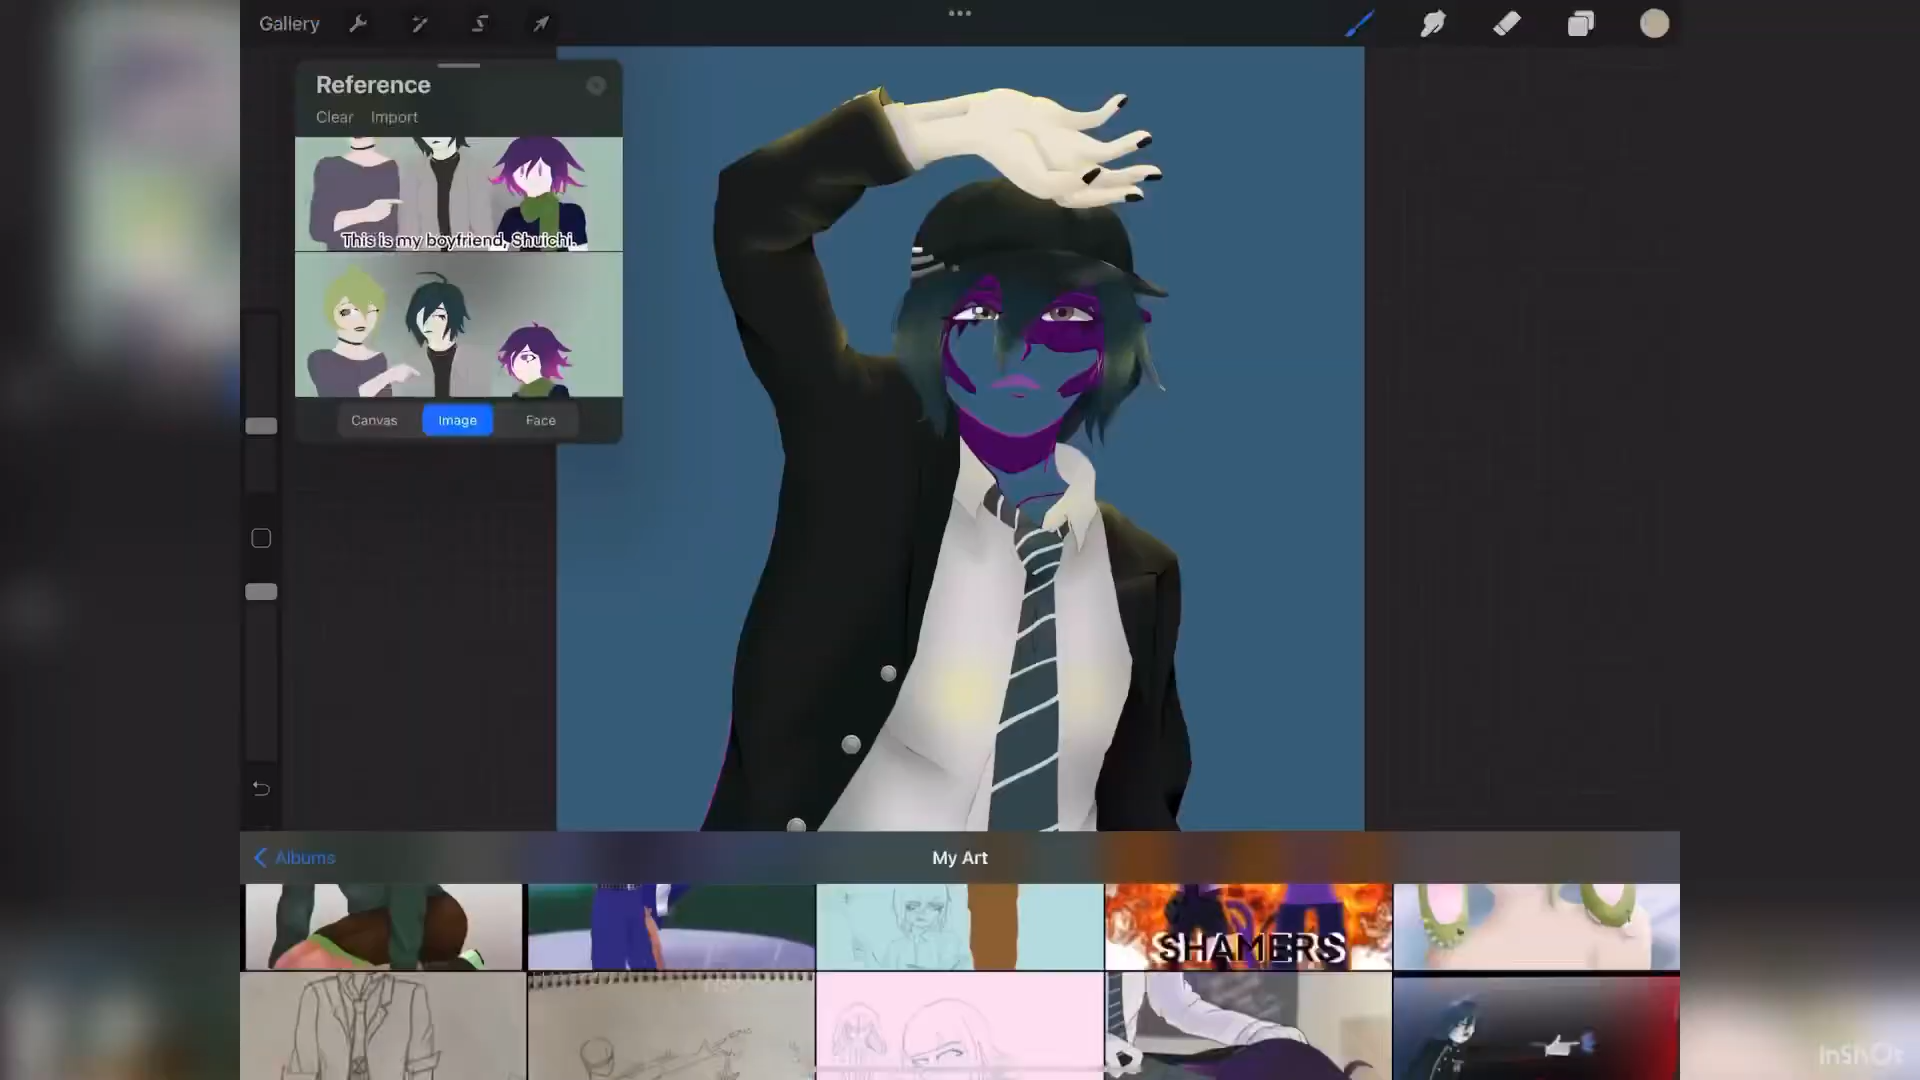 Gallery
Reference
Clear Import
This is my boyfriend, Shuichi.
Canvas Image Face
Albums
My Art
SHAMERS
InShOt